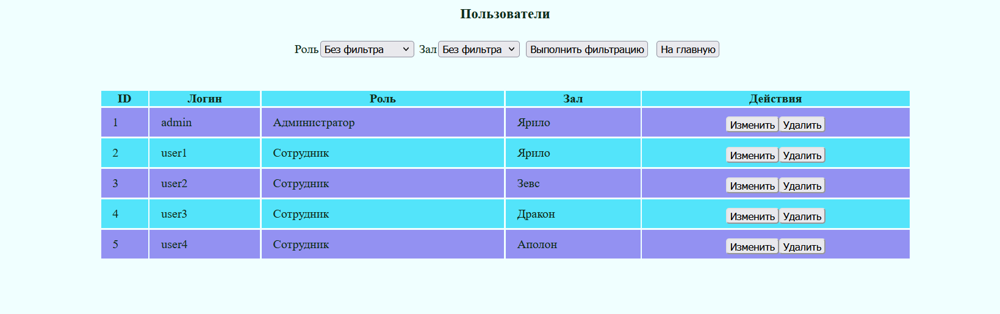 Пользователи
Роль Без фильтра Зал Без фильтра Выполнить фильтрацию На главную
ID Логин Роль Зал Действия
1 admin Администратор Ярило Изменить Удалить
2 user1 Сотрудник Ярило Изменить Удалить
3 user2 Сотрудник Зевс Изменить Удалить
4 user3 Сотрудник Дракон Изменить Удалить
5 user4 Сотрудник Аполон Изменить Удалить